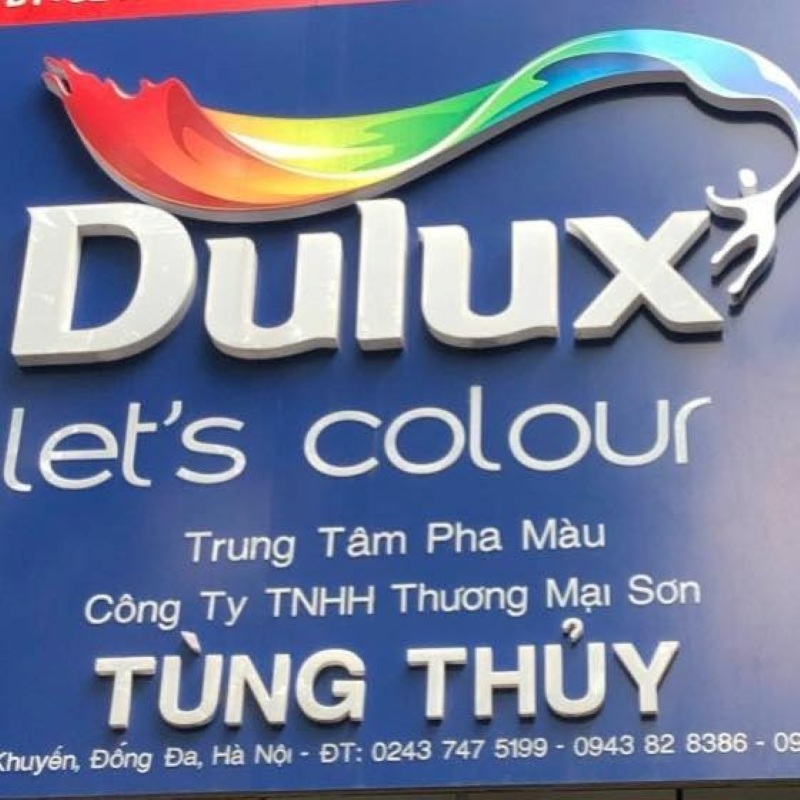 Dulux
let's colour
Trung Tâm Pha Màu
Công Ty TNHH Thương Mại Sơn
TÙNG THỦY
Khuyến, Đống Đa, Hà Nội - ĐT: 0243 747 5199 - 0943 82 8386 - 09